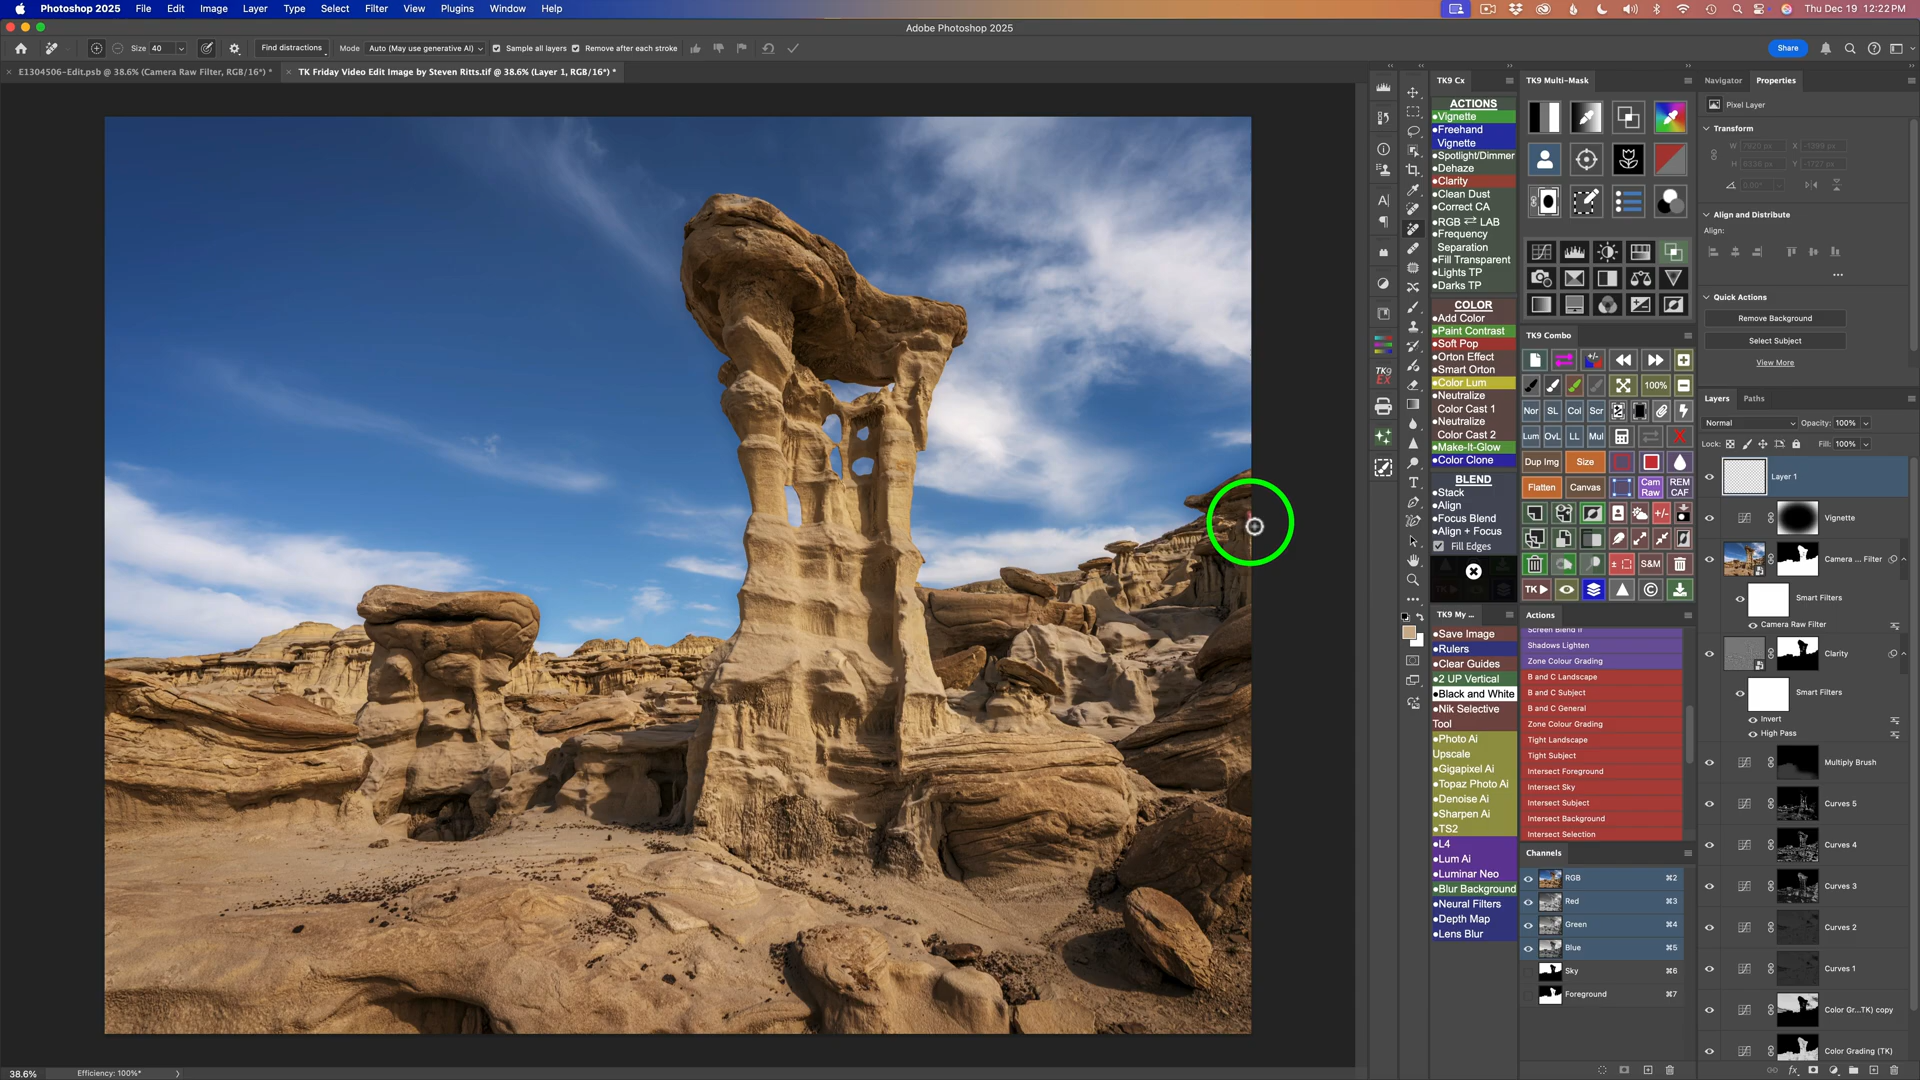 Photoshop 2025 File Edit Image Layer Type Select Filter View Plugins Window Help Thu Dec 19 12:22 PM
Adobe Photoshop 2025
Size 40 Find distractions Mode Auto (May use generative AI) Sample all layers Remove after each stroke Share
E1304506-Edit.psb @ 38.6% (Camera Raw Filter, RGB/16*) * TK Friday Video Edit Image by Steven Ritts.tif @ 38.6% (Layer 1, RGB/16*) *
TK9 Cx
ACTIONS
Vignette
Freehand
Vignette
Spotlight/Dimmer
Dehaze
Clarity
Clean Dust
Correct CA
RGB ⇄ LAB
Frequency
Separation
Fill Transparent
Lights TP
Darks TP
COLOR
Add Color
Paint Contrast
Soft Pop
Orton Effect
Smart Orton
Color Lum
Neutralize
Color Cast 1
Neutralize
Color Cast 2
Make-It-Glow
Color Clone
BLEND
Stack
Align
Focus Blend
Align + Focus
Fill Edges
TK9 My ...
Save Image
Rulers
Clear Guides
2 UP Vertical
Black and White
Nik Selective
Tool
Photo Ai
Upscale
Gigapixel Ai
Topaz Photo Ai
Denoise Ai
Sharpen Ai
TS2
L4
Lum Ai
Luminar Neo
Blur Background
Neural Filters
Depth Map
Lens Blur
TK9 EX
TK9 Multi-Mask
TK9 Combo
100%
Nor SL Col Scr
Lum OvL LL Mul
Dup Img Size
Flatten Canvas Cam Raw REM CAF
+/-
S&M
TK
Actions
Screen Blend If
Shadows Lighten
Zone Colour Grading
B and C Landscape
B and C Subject
B and C General
Zone Colour Grading
Tight Landscape
Tight Subject
Intersect Foreground
Intersect Sky
Intersect Subject
Intersect Background
Intersect Selection
Channels
RGB ⌘2
Red ⌘3
Green ⌘4
Blue ⌘5
Sky ⌘6
Foreground ⌘7
Navigator Properties
Pixel Layer
Transform
W 7920 px X -1399 px
H 6336 px Y -1727 px
0.00°
Align and Distribute
Align:
Quick Actions
Remove Background
Select Subject
View More
Layers Paths
Normal Opacity: 100%
Lock: Fill: 100%
Layer 1
Vignette
Camera ... Filter
Smart Filters
Camera Raw Filter
Clarity
Smart Filters
Invert
High Pass
Multiply Brush
Curves 5
Curves 4
Curves 3
Curves 2
Curves 1
Color Gr...TK) copy
Color Grading (TK)
38.6% Efficiency: 100%*